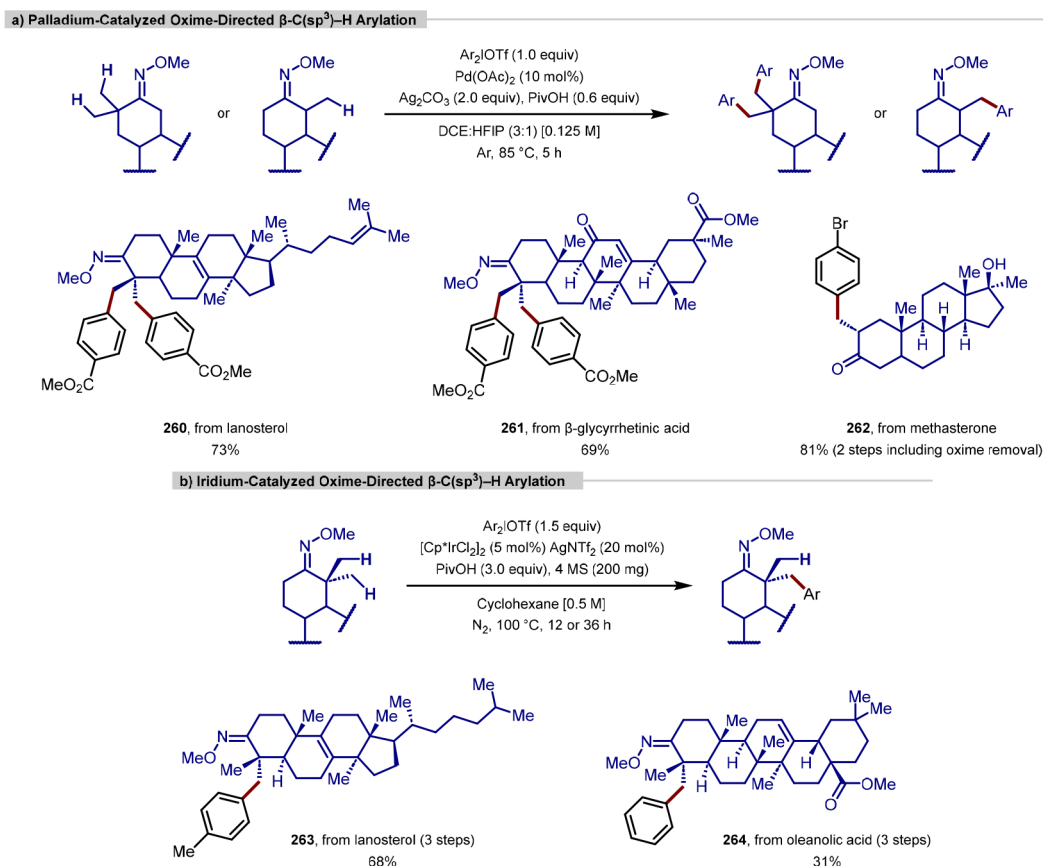 a) Palladium-Catalyzed Oxime-Directed β-C(sp³)–H Arylation
OMe
N
H
H
or
OMe
N
H
Ar₂IOTf (1.0 equiv)
Pd(OAc)₂ (10 mol%)
Ag₂CO₃ (2.0 equiv), PivOH (0.6 equiv)
DCE:HFIP (3:1) [0.125 M]
Ar, 85 °C, 5 h
OMe
N
Ar
Ar
or
OMe
N
Ar
Me
Me
Me
Me
Me
N
MeO
Me
MeO₂C
CO₂Me
260, from lanosterol
73%
O
OMe
O
Me
Me
Me
N
H
H
MeO
Me
Me
MeO₂C
CO₂Me
261, from β-glycyrrhetinic acid
69%
Br
OH
Me
Me
Me
H
H
H
O
262, from methasterone
81% (2 steps including oxime removal)
b) Iridium-Catalyzed Oxime-Directed β-C(sp³)–H Arylation
OMe
N
H
H
Ar₂IOTf (1.5 equiv)
[Cp*IrCl₂]₂ (5 mol%) AgNTf₂ (20 mol%)
PivOH (3.0 equiv), 4 MS (200 mg)
Cyclohexane [0.5 M]
N₂, 100 °C, 12 or 36 h
OMe
N
H
Ar
Me
Me
Me
Me
Me
N
MeO
Me
H
Me
Me
263, from lanosterol (3 steps)
68%
Me
Me
Me
N
Me
MeO
H
H
Me
Me
OMe
O
264, from oleanolic acid (3 steps)
31%